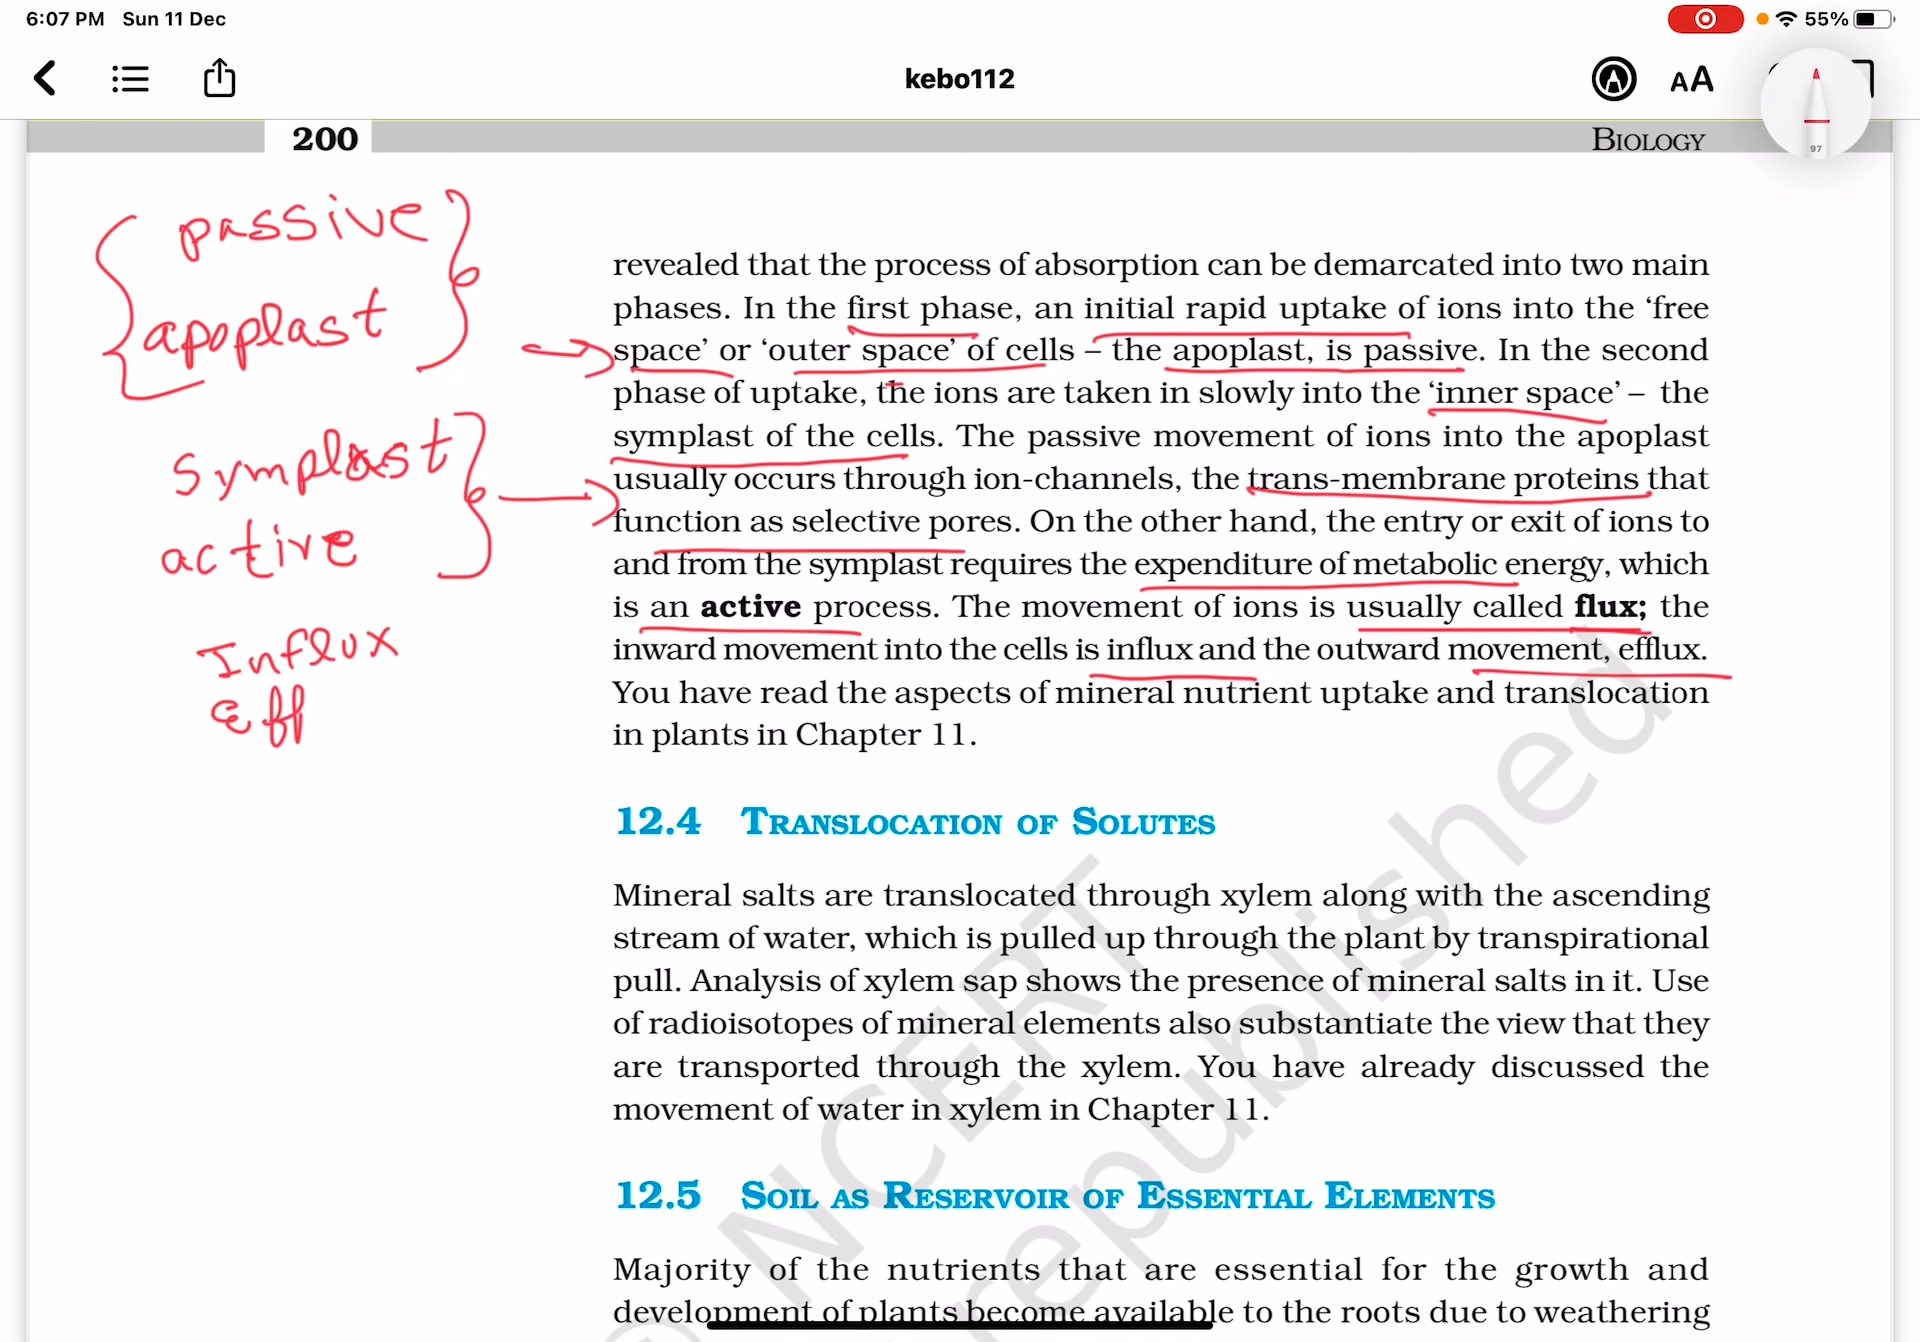 6:07 PM Sun 11 Dec
55%
kebo112
AA
97
200
BIOLOGY
passive
apoplast
symplast
active
Influx
Eff
revealed that the process of absorption can be demarcated into two main
phases. In the first phase, an initial rapid uptake of ions into the ‘free
space’ or ‘outer space’ of cells – the apoplast, is passive. In the second
phase of uptake, the ions are taken in slowly into the ‘inner space’ – the
symplast of the cells. The passive movement of ions into the apoplast
usually occurs through ion-channels, the trans-membrane proteins that
function as selective pores. On the other hand, the entry or exit of ions to
and from the symplast requires the expenditure of metabolic energy, which
is an active process. The movement of ions is usually called flux; the
inward movement into the cells is influx and the outward movement, efflux.
You have read the aspects of mineral nutrient uptake and translocation
in plants in Chapter 11.
12.4 TRANSLOCATION OF SOLUTES
Mineral salts are translocated through xylem along with the ascending
stream of water, which is pulled up through the plant by transpirational
pull. Analysis of xylem sap shows the presence of mineral salts in it. Use
of radioisotopes of mineral elements also substantiate the view that they
are transported through the xylem. You have already discussed the
movement of water in xylem in Chapter 11.
12.5 SOIL AS RESERVOIR OF ESSENTIAL ELEMENTS
Majority of the nutrients that are essential for the growth and
development of plants become available to the roots due to weathering
© NCERT
republished